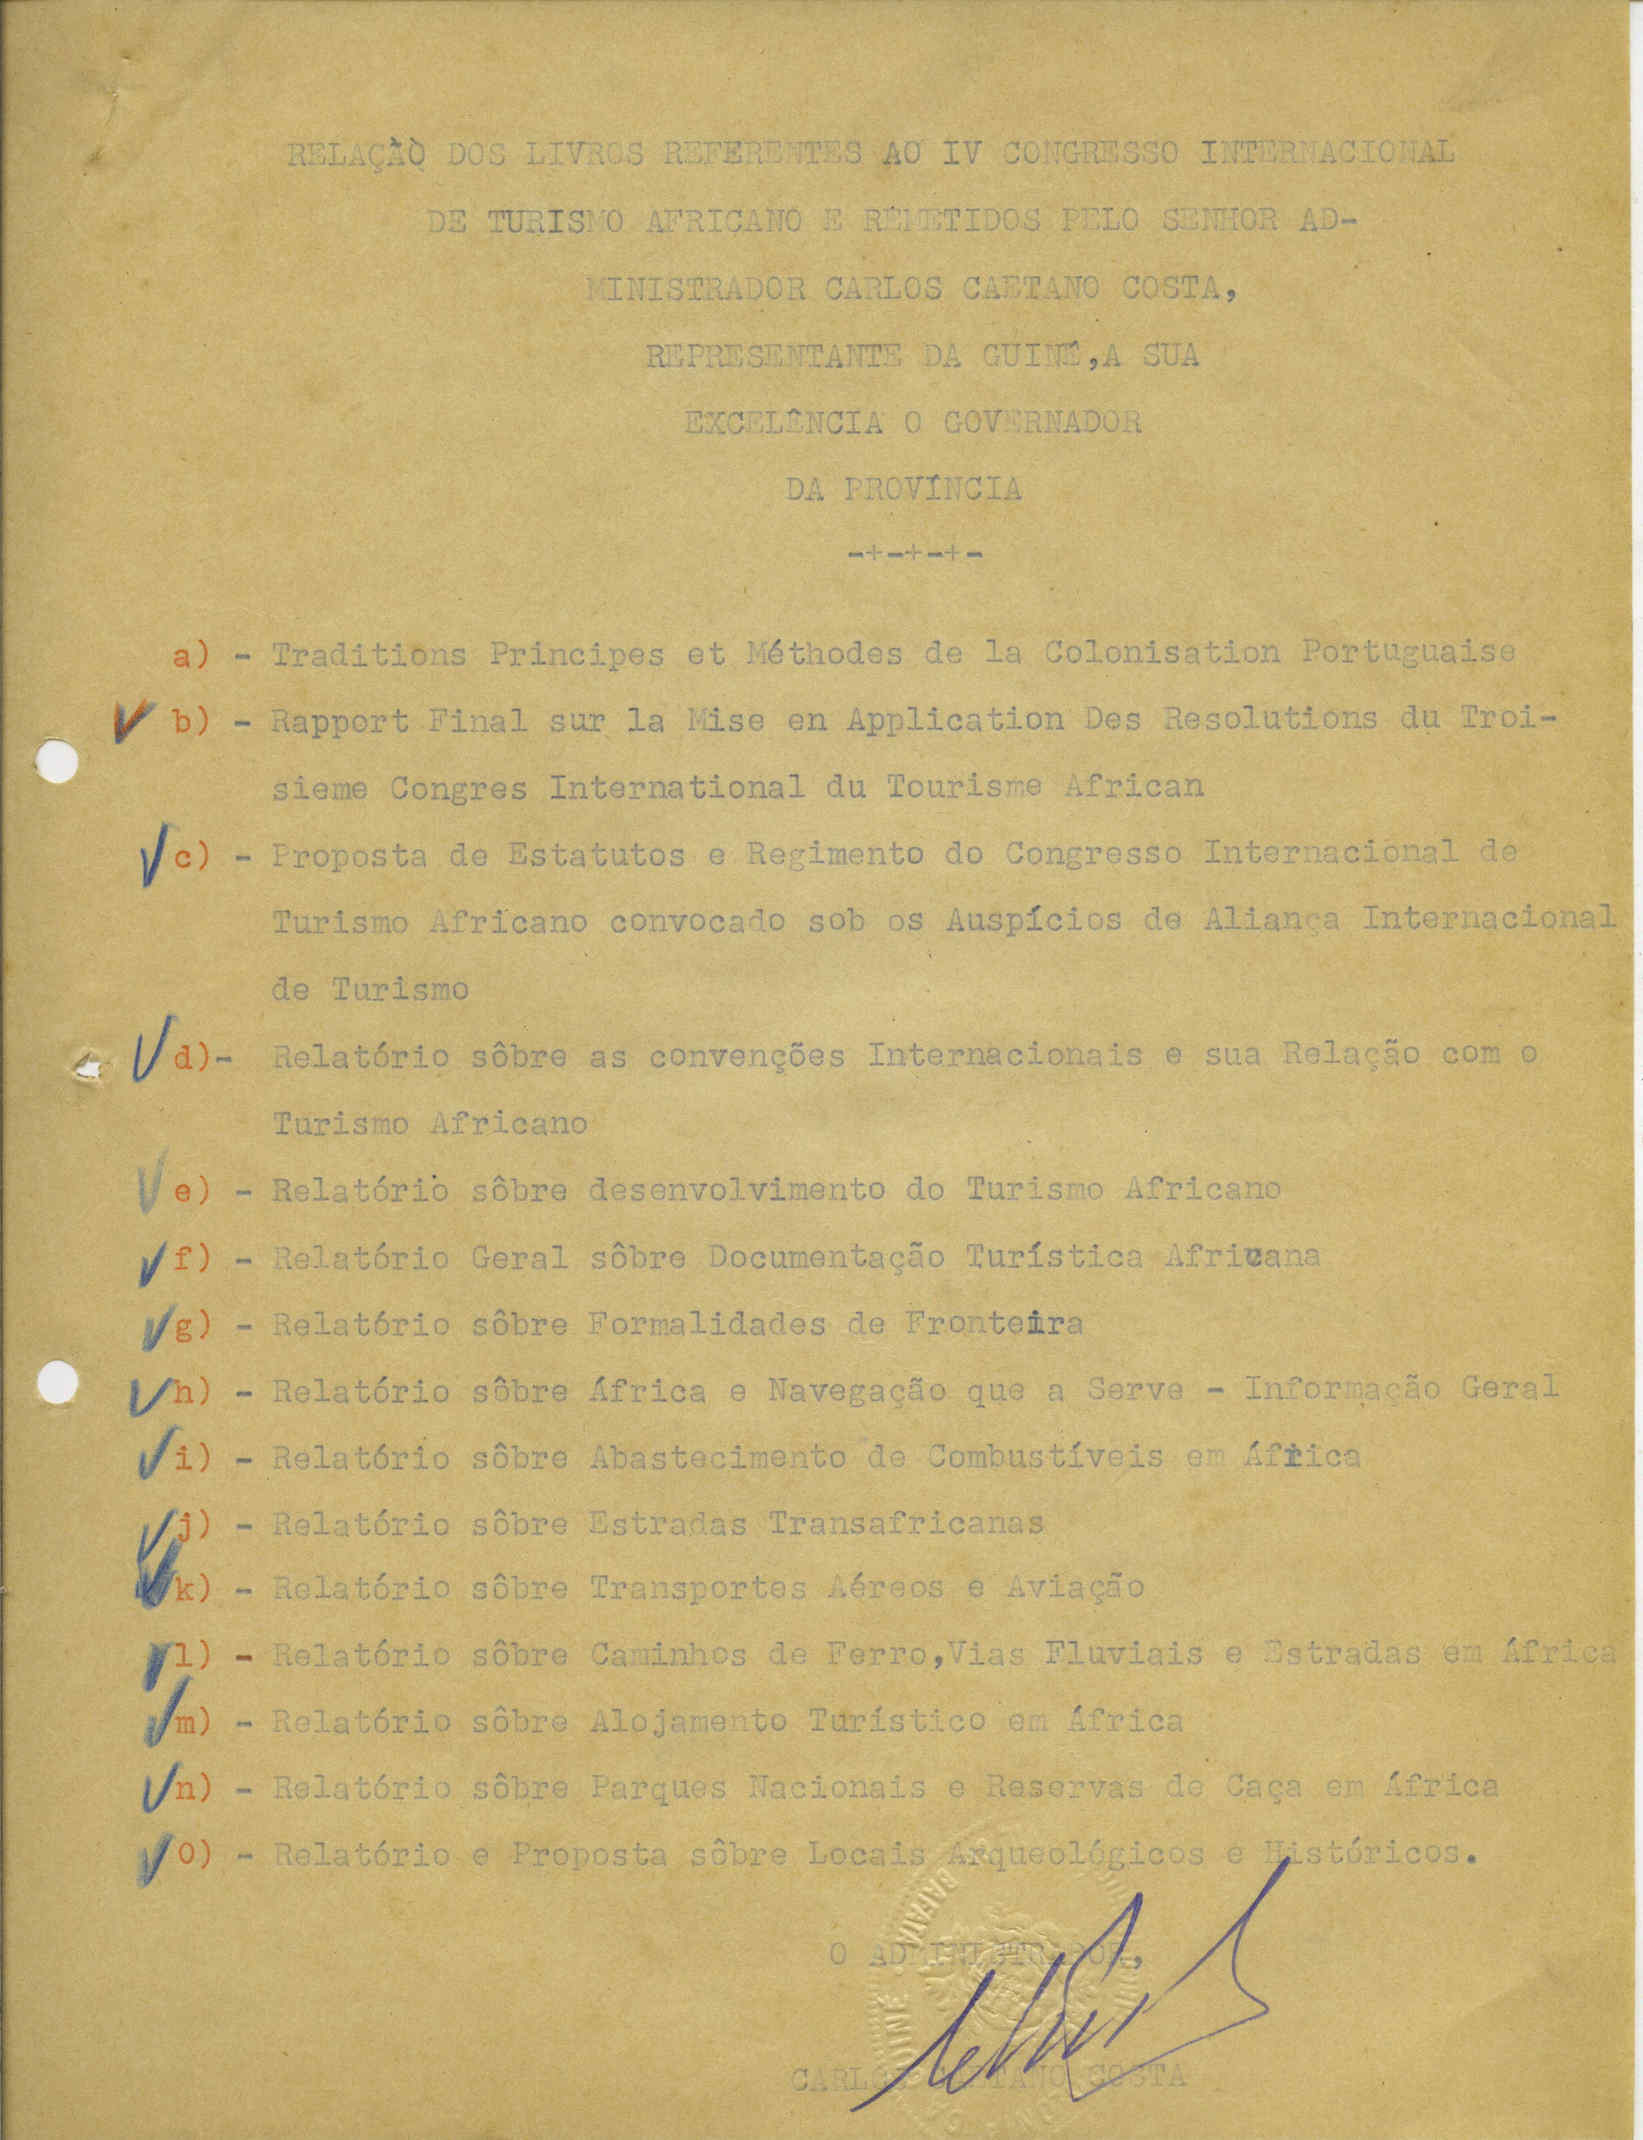 RELAÇÃO DOS LIVROS REFERENTES AO IV CONGRESSO INTERNACIONAL
DE TURISMO AFRICANO E REMETIDOS PELO SENHOR AD-
MINISTRADOR CARLOS CAETANO COSTA,
REPRESENTANTE DA GUINÉ,A SUA
EXCELÊNCIA O GOVERNADOR
DA PROVÍNCIA
-+-+-+-
a) - Traditions Principes et Méthodes de la Colonisation Portuguaise
b) - Rapport Final sur la Mise en Application Des Resolutions du Troi-
sieme Congres International du Tourisme African
c) - Proposta de Estatutos e Regimento do Congresso Internacional de
Turismo Africano convocado sob os Auspícios de Aliança Internacional
de Turismo
d)- Relatório sôbre as convenções Internacionais e sua Relação com o
Turismo Africano
e) - Relatório sôbre desenvolvimento do Turismo Africano
f) - Relatório Geral sôbre Documentação Turística Africana
g) - Relatório sôbre Formalidades de Fronteira
h) - Relatório sôbre África e Navegação que a Serve - Informação Geral
i) - Relatório sôbre Abastecimento de Combustíveis em África
j) - Relatório sôbre Estradas Transafricanas
k) - Relatório sôbre Transportes Aéreos e Aviação
l) - Relatório sôbre Caminhos de Ferro,Vias Fluviais e Estradas em África
m) - Relatório sôbre Alojamento Turístico em África
n) - Relatório sôbre Parques Nacionais e Reservas de Caça em África
O) - Relatório e Proposta sôbre Locais Arqueológicos e Históricos.
O ADMINISTRADOR,
CARLOS CAETANO COSTA